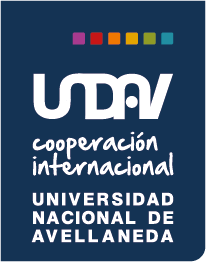 UNDAV
cooperación
internacional
UNIVERSIDAD
NACIONAL DE
AVELLANEDA